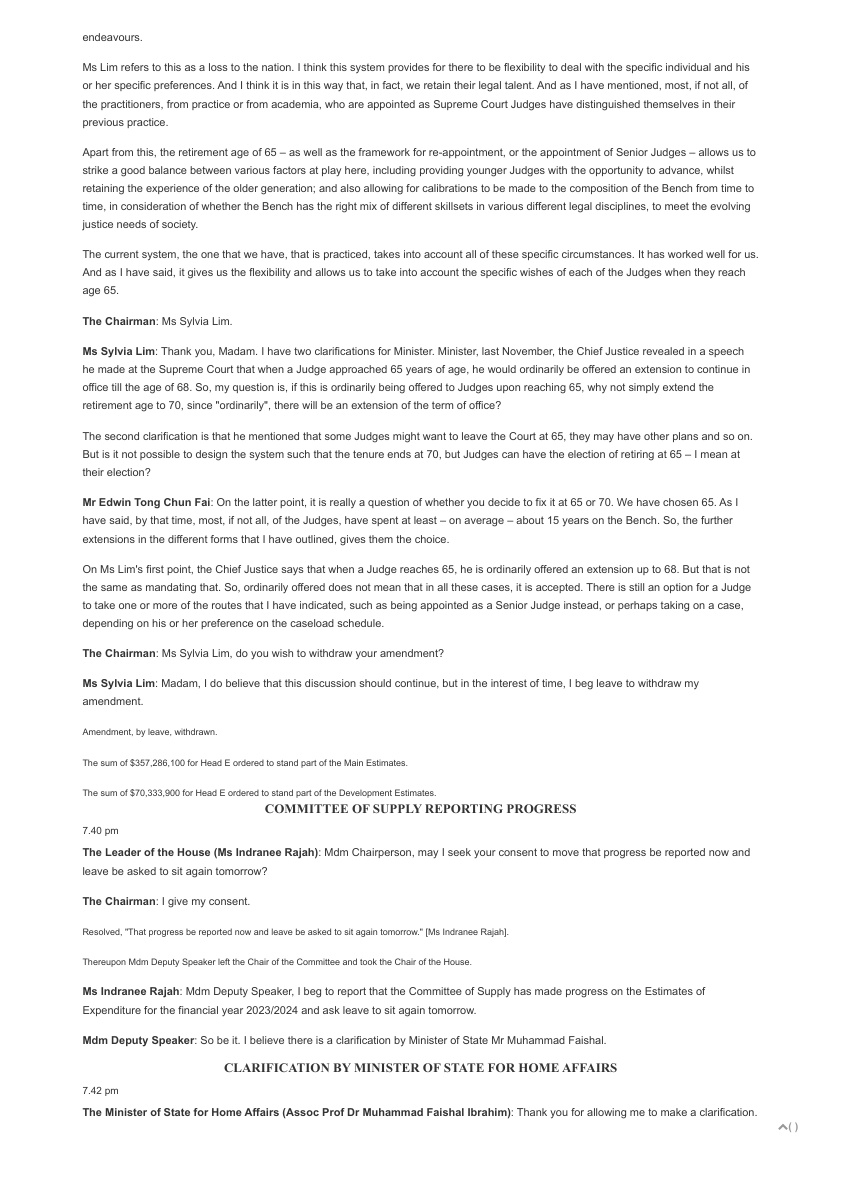 endeavours.
Ms Lim refers to this as a loss to the nation. I think this system provides for there to be flexibility to deal with the specific individual and his
or her specific preferences. And I think it is in this way that, in fact, we retain their legal talent. And as I have mentioned, most, if not all, of
the practitioners, from practice or from academia, who are appointed as Supreme Court Judges have distinguished themselves in their
previous practice.
Apart from this, the retirement age of 65 – as well as the framework for re-appointment, or the appointment of Senior Judges – allows us to
strike a good balance between various factors at play here, including providing younger Judges with the opportunity to advance, whilst
retaining the experience of the older generation; and also allowing for calibrations to be made to the composition of the Bench from time to
time, in consideration of whether the Bench has the right mix of different skillsets in various different legal disciplines, to meet the evolving
justice needs of society.
The current system, the one that we have, that is practiced, takes into account all of these specific circumstances. It has worked well for us.
And as I have said, it gives us the flexibility and allows us to take into account the specific wishes of each of the Judges when they reach
age 65.
The Chairman: Ms Sylvia Lim.
Ms Sylvia Lim: Thank you, Madam. I have two clarifications for Minister. Minister, last November, the Chief Justice revealed in a speech
he made at the Supreme Court that when a Judge approached 65 years of age, he would ordinarily be offered an extension to continue in
office till the age of 68. So, my question is, if this is ordinarily being offered to Judges upon reaching 65, why not simply extend the
retirement age to 70, since "ordinarily", there will be an extension of the term of office?
The second clarification is that he mentioned that some Judges might want to leave the Court at 65, they may have other plans and so on.
But is it not possible to design the system such that the tenure ends at 70, but Judges can have the election of retiring at 65 – I mean at
their election?
Mr Edwin Tong Chun Fai: On the latter point, it is really a question of whether you decide to fix it at 65 or 70. We have chosen 65. As I
have said, by that time, most, if not all, of the Judges, have spent at least – on average – about 15 years on the Bench. So, the further
extensions in the different forms that I have outlined, gives them the choice.
On Ms Lim's first point, the Chief Justice says that when a Judge reaches 65, he is ordinarily offered an extension up to 68. But that is not
the same as mandating that. So, ordinarily offered does not mean that in all these cases, it is accepted. There is still an option for a Judge
to take one or more of the routes that I have indicated, such as being appointed as a Senior Judge instead, or perhaps taking on a case,
depending on his or her preference on the caseload schedule.
The Chairman: Ms Sylvia Lim, do you wish to withdraw your amendment?
Ms Sylvia Lim: Madam, I do believe that this discussion should continue, but in the interest of time, I beg leave to withdraw my
amendment.
Amendment, by leave, withdrawn.
The sum of $357,286,100 for Head E ordered to stand part of the Main Estimates.
The sum of $70,333,900 for Head E ordered to stand part of the Development Estimates.
COMMITTEE OF SUPPLY REPORTING PROGRESS
7.40 pm
The Leader of the House (Ms Indranee Rajah): Mdm Chairperson, may I seek your consent to move that progress be reported now and
leave be asked to sit again tomorrow?
The Chairman: I give my consent.
Resolved, "That progress be reported now and leave be asked to sit again tomorrow." [Ms Indranee Rajah].
Thereupon Mdm Deputy Speaker left the Chair of the Committee and took the Chair of the House.
Ms Indranee Rajah: Mdm Deputy Speaker, I beg to report that the Committee of Supply has made progress on the Estimates of
Expenditure for the financial year 2023/2024 and ask leave to sit again tomorrow.
Mdm Deputy Speaker: So be it. I believe there is a clarification by Minister of State Mr Muhammad Faishal.
CLARIFICATION BY MINISTER OF STATE FOR HOME AFFAIRS
7.42 pm
The Minister of State for Home Affairs (Assoc Prof Dr Muhammad Faishal Ibrahim): Thank you for allowing me to make a clarification.
( )